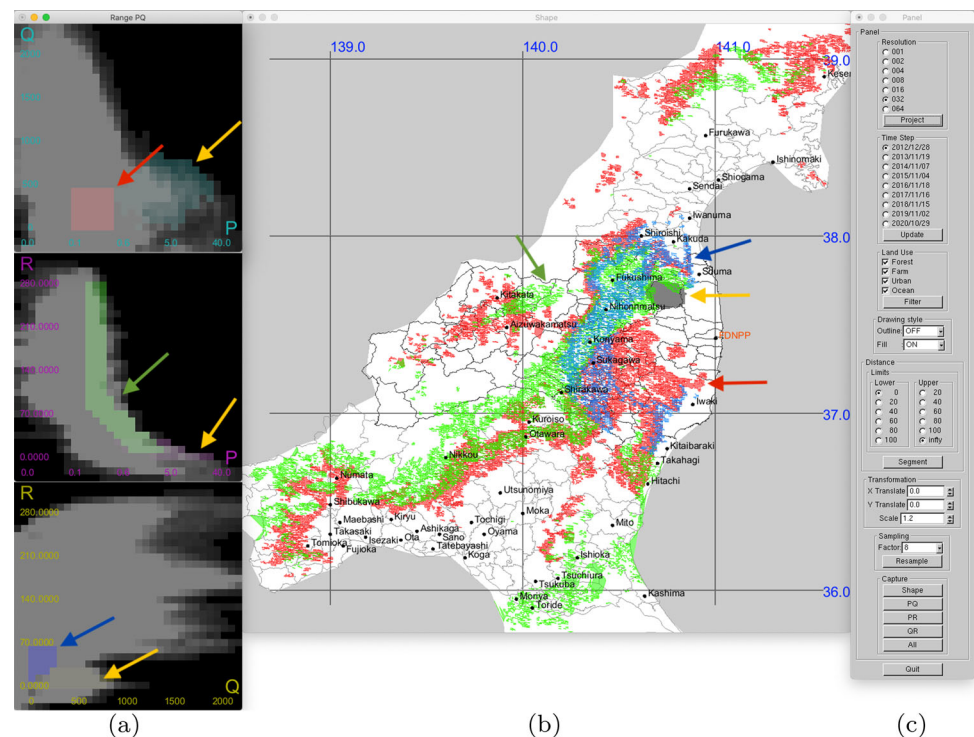 Range PQ
Q
P
0.0
5.0
40.0
R
280.0000
0.0000
0.0
0.1
5.0
P
R
280.0000
210.0000
140.0000
70.0000
0.0000
Q
0
500
1000
1500
2000
(a)
Shape
139.0
140.0
141.0
39.0
38.0
37.0
36.0
Furukawa
Ishinomaki
Shiogama
Sendai
Iwanuma
Shiroishi
Kakuda
Souma
Fukushima
Nihonnmatsu
Kitakata
Aizuwakamatsu
Koriyama
Sukagawa
Shirakawa
Iwaki
Kuroiso
Otawara
Kitaibaraki
Takahagi
Nikkou
Hitachi
Numata
Utsunomiya
Shibukawa
Moka
Maebashi
Kiryu
Tochigi
Mito
Takasaki
Ashikaga
Oyama
Isezaki
Ota
Sano
Tomioka
Fujioka
Tatebayashi
Koga
Ishioka
Tsuchiura
Tsukuba
Moriya
Toride
Kashima
(b)
Panel
Panel
Resolution
001
002
004
008
016
032
064
Project
Time Step
2012/12/28
2013/11/19
2014/11/07
2015/11/04
2016/11/18
2017/11/16
2018/11/15
2019/11/02
2020/10/29
Update
Land Use
Forest
Farm
Urban
Ocean
Filter
Drawing style
Outline: OFF
Fill : ON
Distance
Limits
Lower Upper
0 20
20 40
40 60
60 80
80 100
100 infly
Segment
Transformation
X Translate 0.0
Y Translate 0.0
Scale 1.2
Sampling
Factor: 8
Resample
Capture
Shape
PQ
PR
QR
All
Quit
(c)